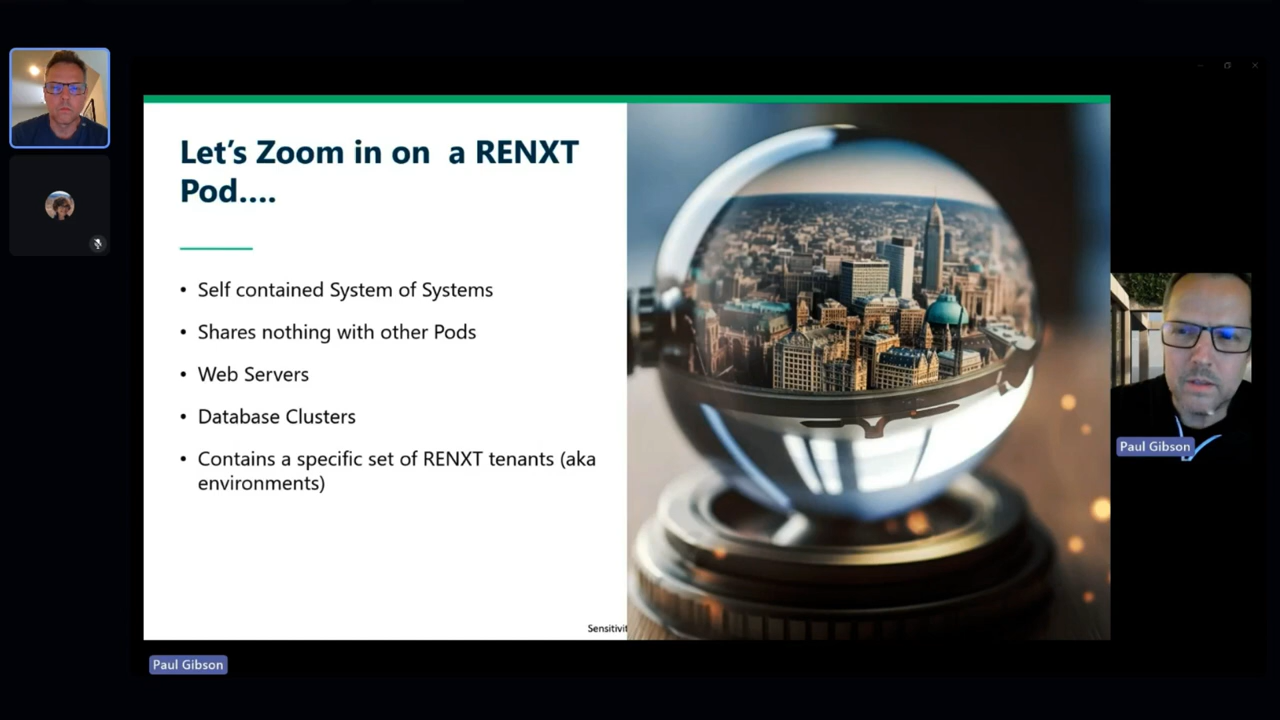 Let’s Zoom in on  a RENXT
Pod....
• Self contained System of Systems
• Shares nothing with other Pods
• Web Servers
• Database Clusters
• Contains a specific set of RENXT tenants (aka
environments)
Sensitivit
Paul Gibson
Paul Gibson